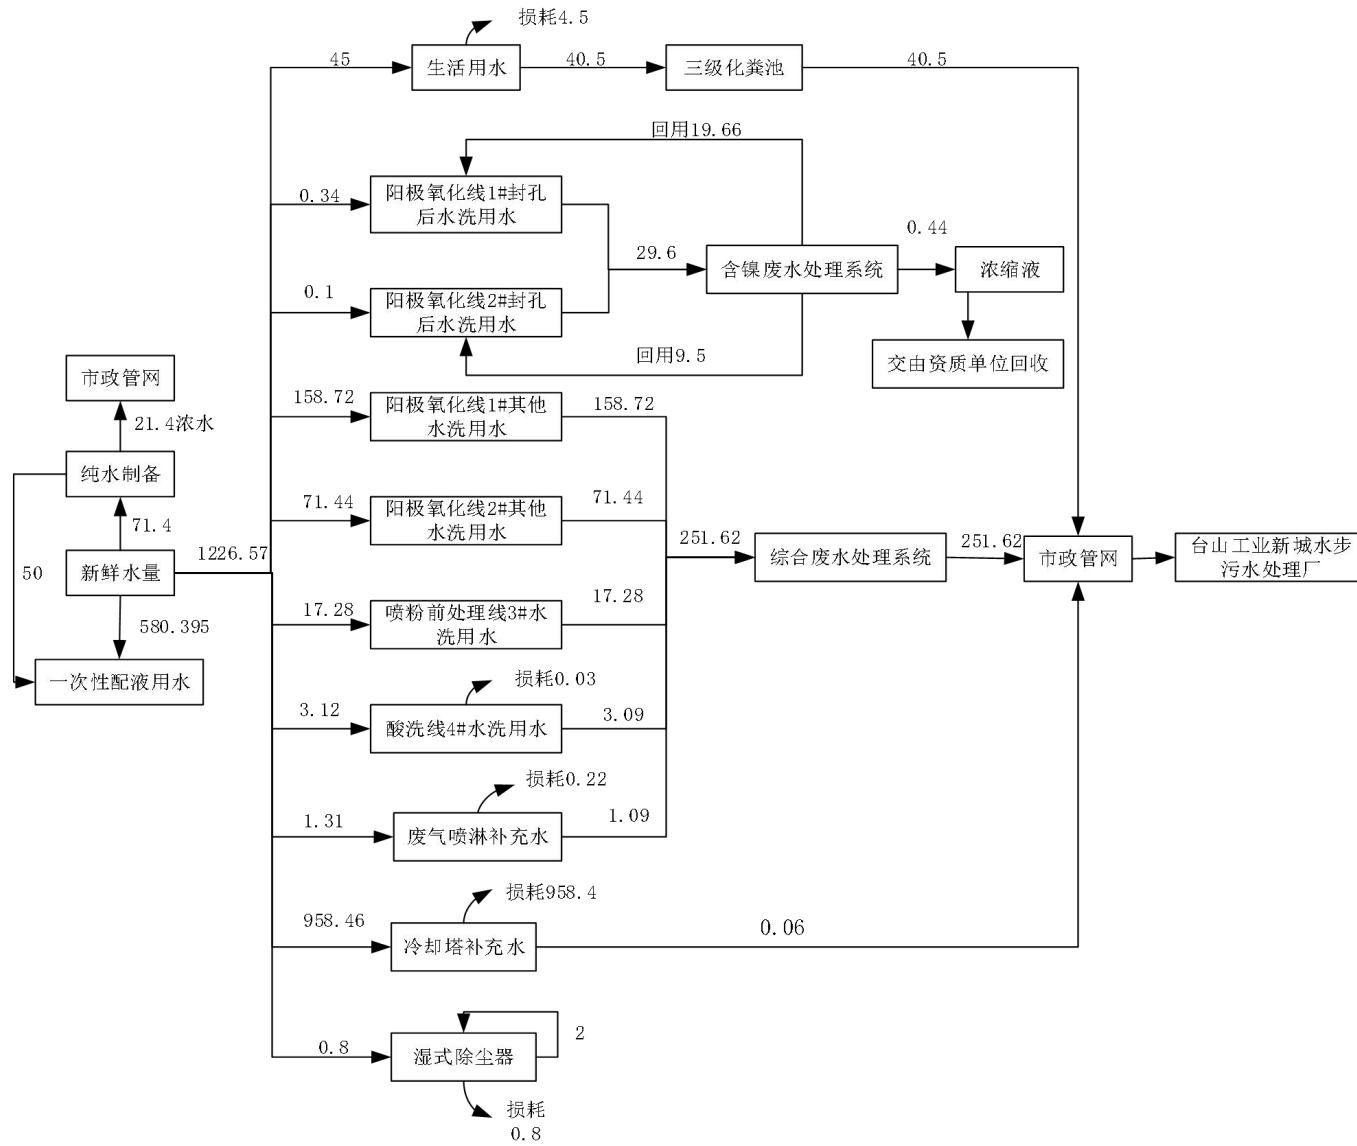 损耗4.5
45
生活用水
40.5
三级化粪池
40.5
回用19.66
0.34
阳极氧化线1#封孔
后水洗用水
29.6
含镍废水处理系统
0.44
浓缩液
0.1
阳极氧化线2#封孔
后水洗用水
回用9.5
交由资质单位回收
市政管网
21.4浓水
纯水制备
71.4
新鲜水量
1226.57
50
580.395
一次性配液用水
158.72
阳极氧化线1#其他
水洗用水
158.72
71.44
阳极氧化线2#其他
水洗用水
71.44
251.62
综合废水处理系统
251.62
市政管网
台山工业新城水步
污水处理厂
17.28
喷粉前处理线3#水
洗用水
17.28
损耗0.03
3.12
酸洗线4#水洗用水
3.09
损耗0.22
1.31
废气喷淋补充水
1.09
损耗958.4
958.46
冷却塔补充水
0.06
0.8
湿式除尘器
2
损耗
0.8